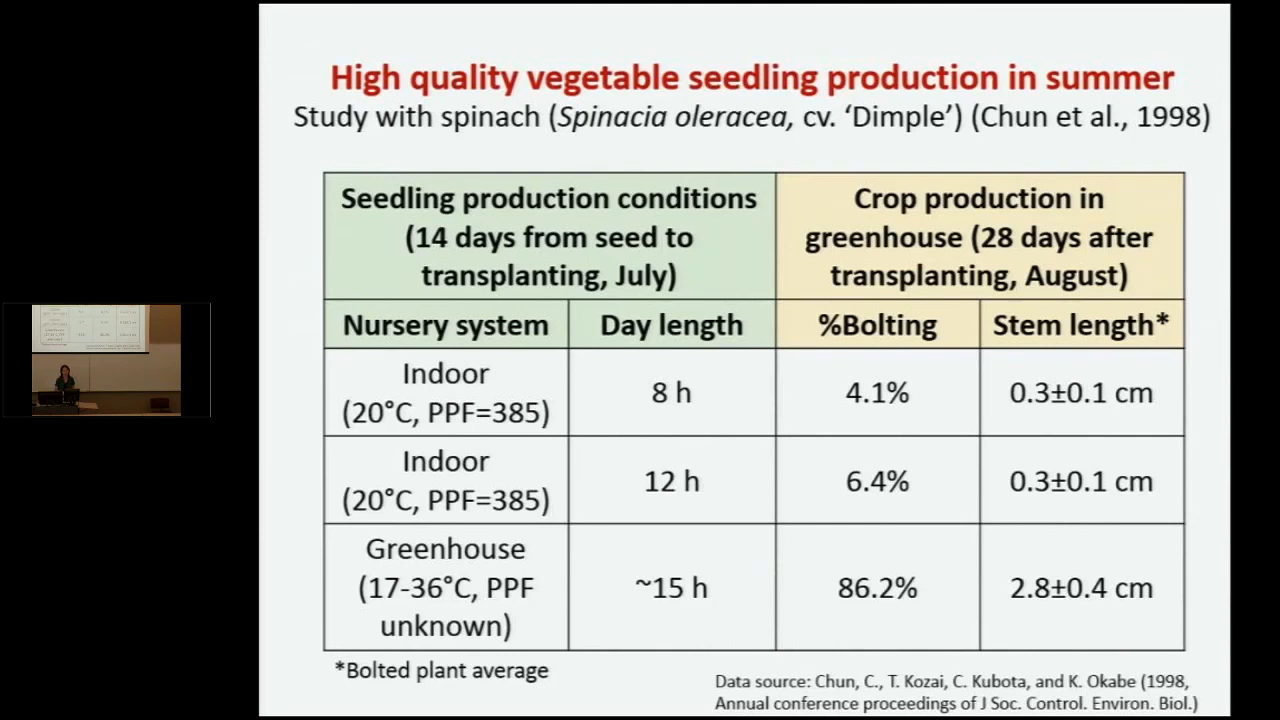 High quality vegetable seedling production in summer
Study with spinach (Spinacia oleracea, cv. ‘Dimple’) (Chun et al., 1998)
Seedling production conditions
(14 days from seed to
transplanting, July)
Crop production in
greenhouse (28 days after
transplanting, August)
Nursery system
Day length
%Bolting
Stem length*
Indoor
(20°C, PPF=385)
8 h
4.1%
0.3±0.1 cm
Indoor
(20°C, PPF=385)
12 h
6.4%
0.3±0.1 cm
Greenhouse
(17-36°C, PPF
unknown)
~15 h
86.2%
2.8±0.4 cm
*Bolted plant average
Data source: Chun, C., T. Kozai, C. Kubota, and K. Okabe (1998,
Annual conference proceedings of J Soc. Control. Environ. Biol.)